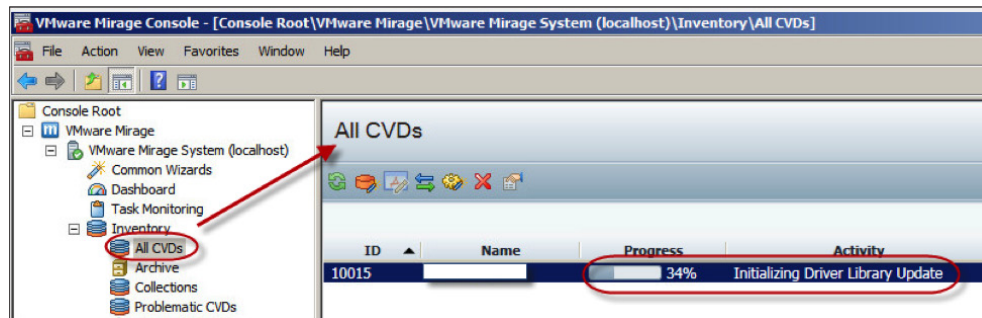 VMware Mirage Console - [Console Root\VMware Mirage\VMware Mirage System (localhost)\Inventory\All CVDs]
File Action View Favorites Window Help
Console Root
VMware Mirage
VMware Mirage System (localhost)
Common Wizards
Dashboard
Task Monitoring
Inventory
All CVDs
Archive
Collections
Problematic CVDs
All CVDs
ID Name Progress Activity
10015 34% Initializing Driver Library Update